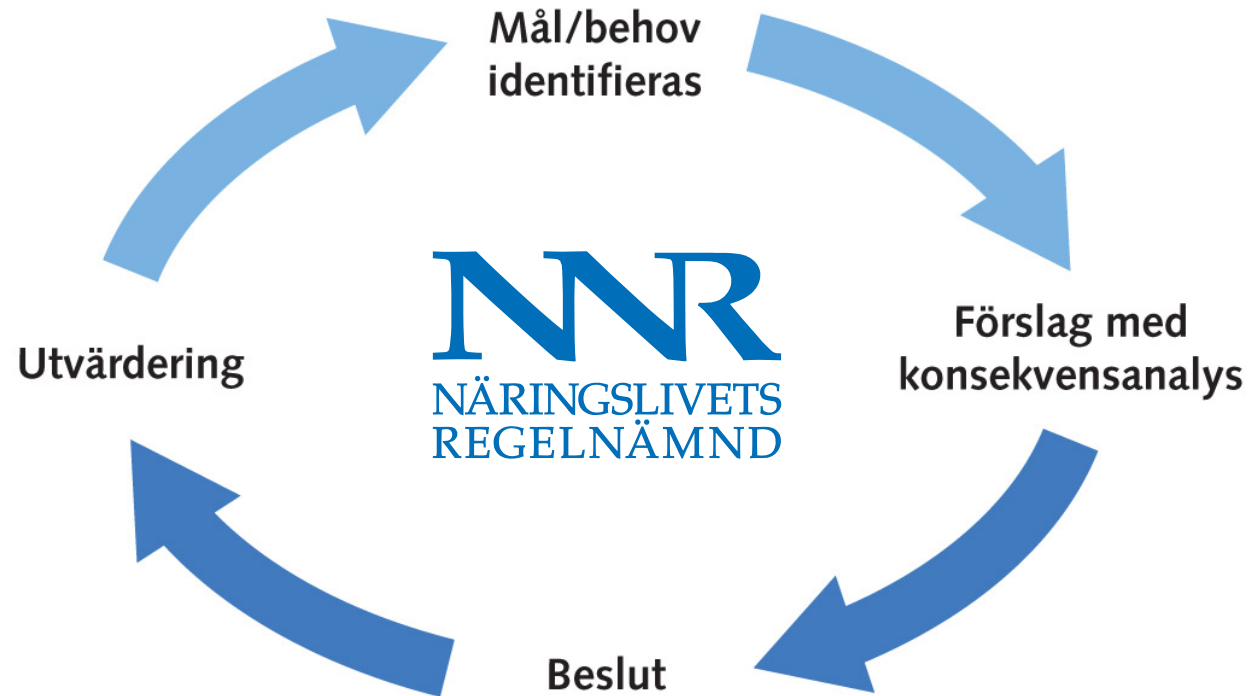 Mål/behov
identifieras
Förslag med
konsekvensanalys
Beslut
Utvärdering
NNR
NÄRINGSLIVETS
REGELNÄMND